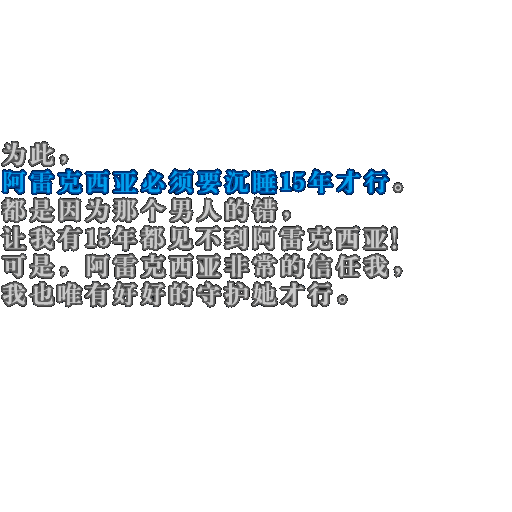 为此，
阿雷克西亚必须要沉睡15年才行。
都是因为那个男人的错，
让我有15年都见不到阿雷克西亚！
可是，阿雷克西亚非常的信任我，
我也唯有好好的守护她才行。